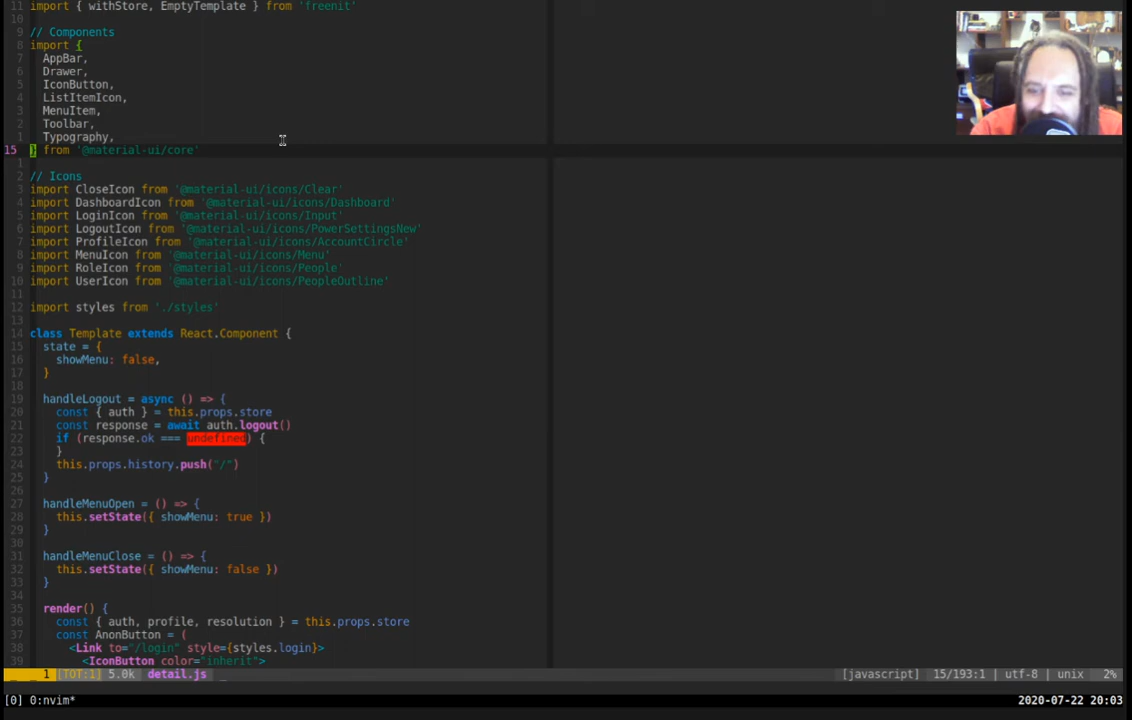 11 import { withStore, EmptyTemplate } from 'freenit'
10
9 // Components
8 import {
7 AppBar,
6 Drawer,
5 IconButton,
4 ListItemIcon,
3 MenuItem,
2 Toolbar,
1 Typography,
15 } from '@material-ui/core'
1
2 // Icons
3 import CloseIcon from '@material-ui/icons/Clear'
4 import DashboardIcon from '@material-ui/icons/Dashboard'
5 import LoginIcon from '@material-ui/icons/Input'
6 import LogoutIcon from '@material-ui/icons/PowerSettingsNew'
7 import ProfileIcon from '@material-ui/icons/AccountCircle'
8 import MenuIcon from '@material-ui/icons/Menu'
9 import RoleIcon from '@material-ui/icons/People'
10 import UserIcon from '@material-ui/icons/PeopleOutline'
11
12 import styles from './styles'
13
14 class Template extends React.Component {
15 state = {
16 showMenu: false,
17 }
18
19 handleLogout = async () => {
20 const { auth } = this.props.store
21 const response = await auth.logout()
22 if (response.ok === undefined) {
23 }
24 this.props.history.push("/")
25 }
26
27 handleMenuOpen = () => {
28 this.setState({ showMenu: true })
29 }
30
31 handleMenuClose = () => {
32 this.setState({ showMenu: false })
33 }
34
35 render() {
36 const { auth, profile, resolution } = this.props.store
37 const AnonButton = (
38 <Link to="/login" style={styles.login}>
39 <IconButton color="inherit">
1 [TOT:1] 5.0k detail.js [javascript] 15/193:1 | utf-8 | unix 2%
[0] 0:nvim* 2020-07-22 20:03